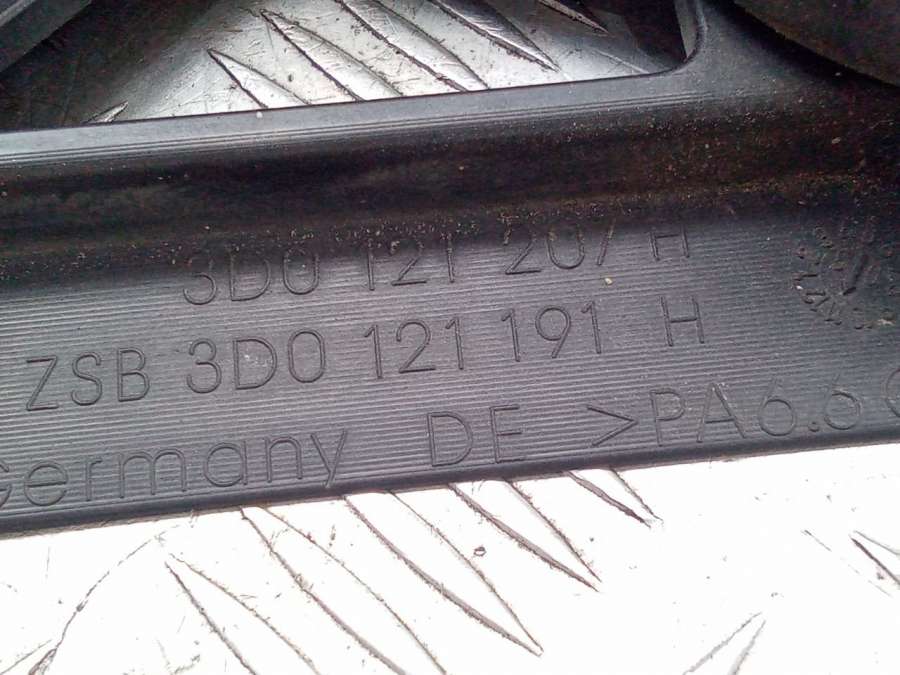 3D0 121 207 H
ZSB 3D0 121 191 H
Germany DE >PA6.6